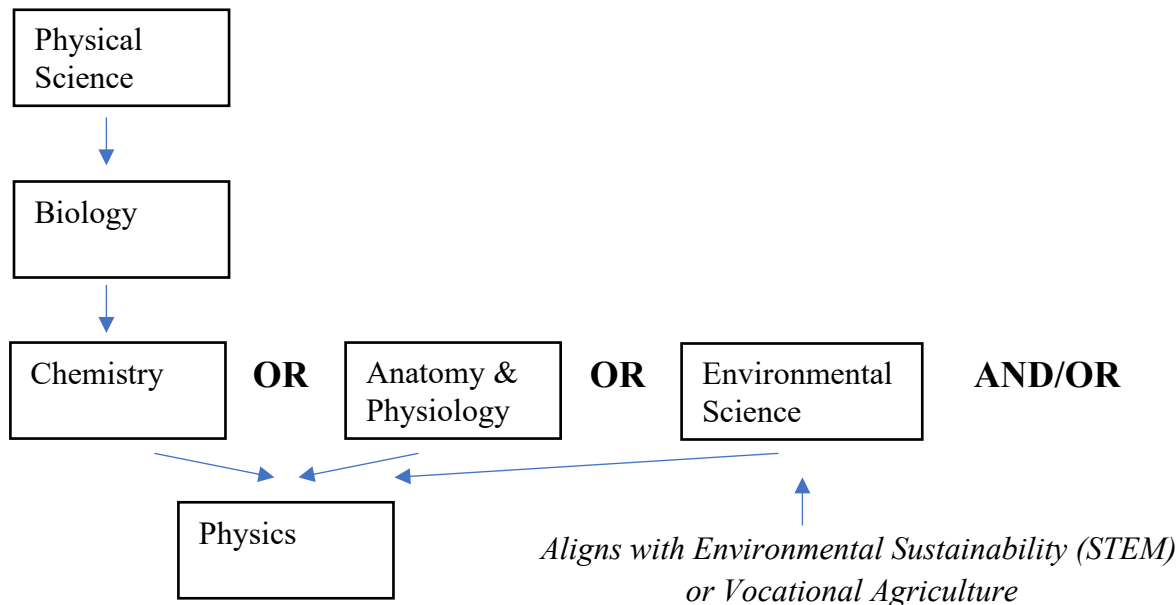 Physical
Science
Biology
Chemistry
OR
Anatomy &
Physiology
OR
Environmental
Science
AND/OR
Physics
Aligns with Environmental Sustainability (STEM)
or Vocational Agriculture